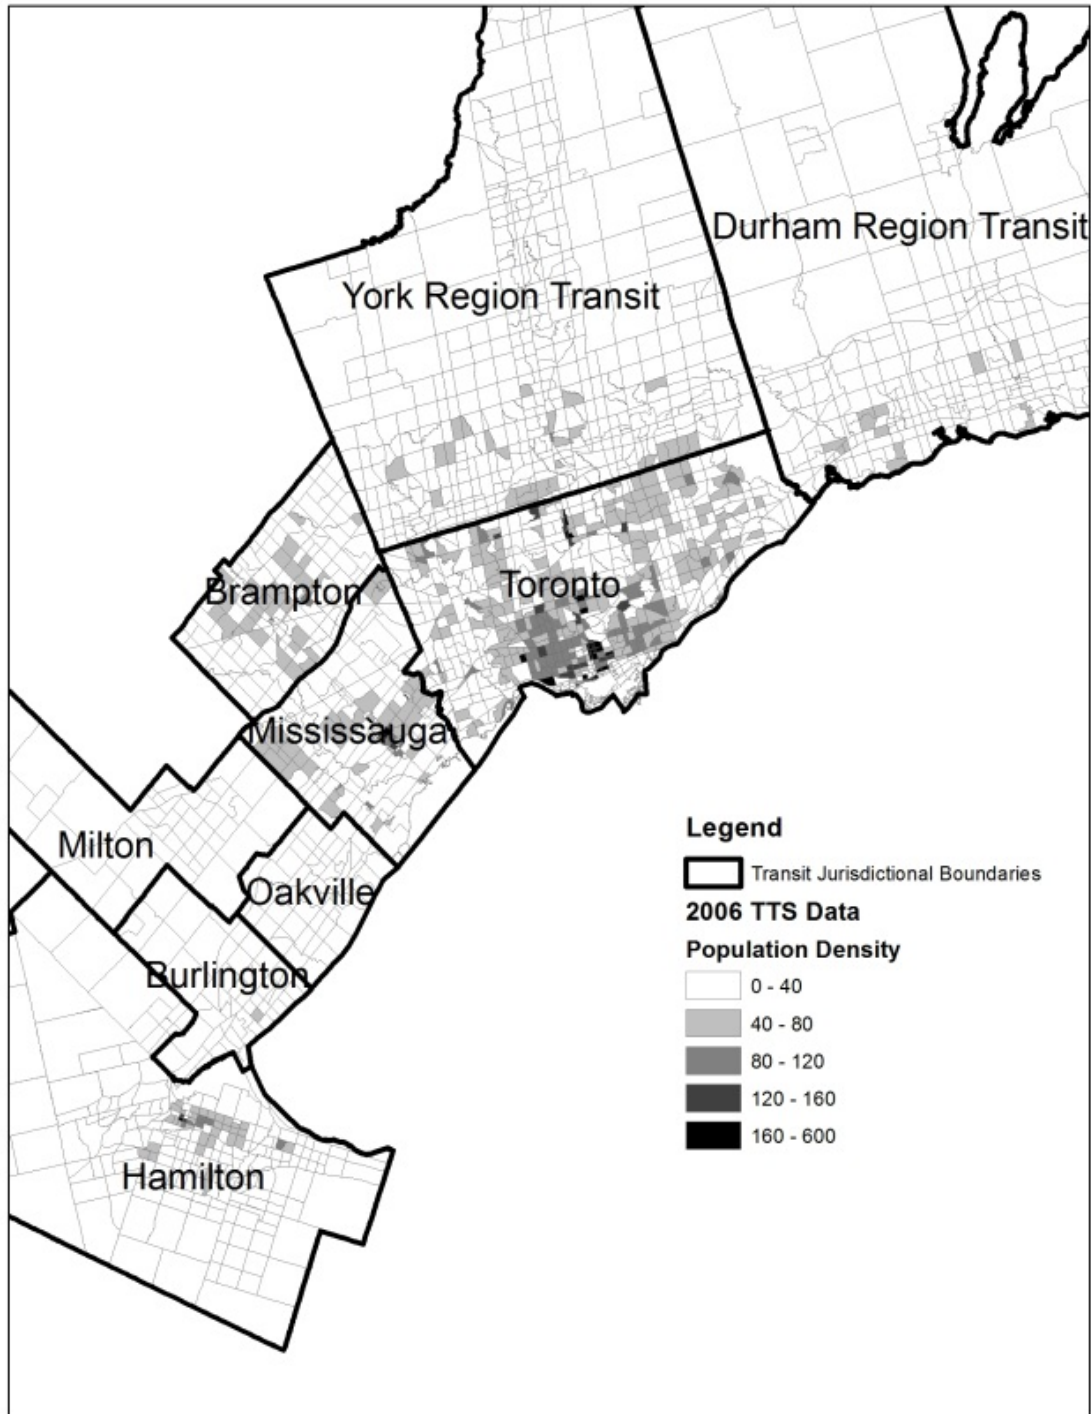 Durham Region Transit
York Region Transit
Brampton
Toronto
Mississauga
Milton
Oakville
Burlington
Hamilton
Legend
Transit Jurisdictional Boundaries
2006 TTS Data
Population Density
0 - 40
40 - 80
80 - 120
120 - 160
160 - 600